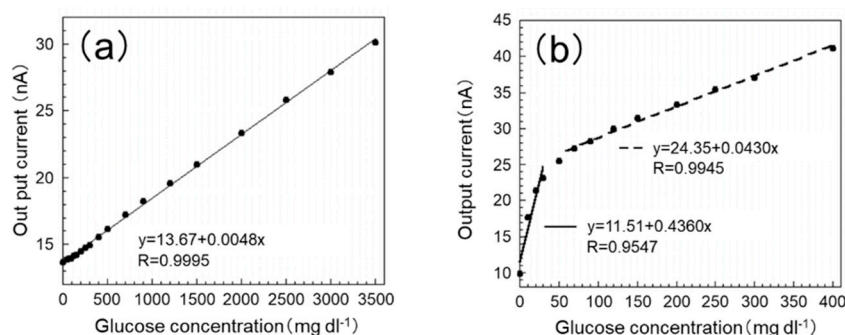 (a)
Out put current (nA)
30
25
20
15
y=13.67+0.0048x
R=0.9995
0 500 1000 1500 2000 2500 3000 3500
Glucose concentration (mg dl-1)
(b)
Output current (nA)
45
40
35
30
25
20
15
10
y=24.35+0.0430x
R=0.9945
y=11.51+0.4360x
R=0.9547
0 50 100 150 200 250 300 350 400
Glucose concentration (mg dl-1)